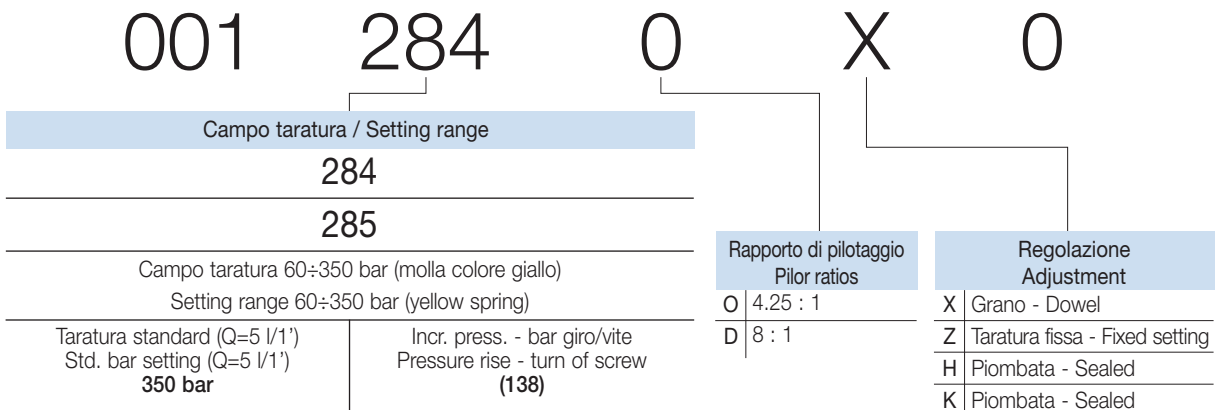 001 284 0 X 0
Campo taratura / Setting range
284
285
Campo taratura 60÷350 bar (molla colore giallo)
Setting range 60÷350 bar (yellow spring)
Taratura standard (Q=5 l/1')
Std. bar setting (Q=5 l/1')
350 bar
Incr. press. - bar giro/vite
Pressure rise - turn of screw
(138)
Rapporto di pilotaggio
Pilor ratios
O 4.25 : 1
D 8 : 1
Regolazione
Adjustment
X Grano - Dowel
Z Taratura fissa - Fixed setting
H Piombata - Sealed
K Piombata - Sealed